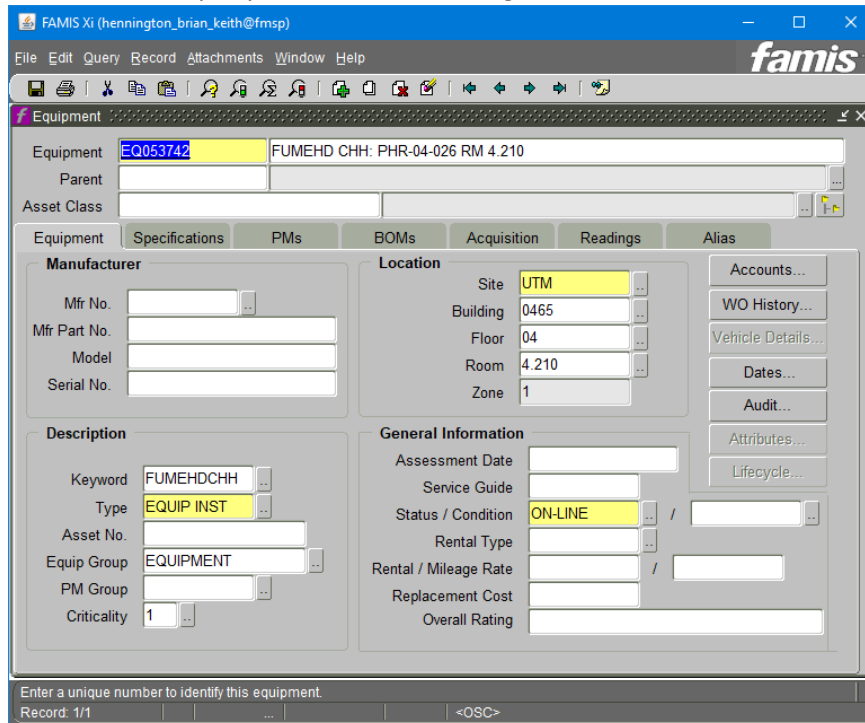 FAMIS Xi (hennington_brian_keith@fmsp)
File Edit Query Record Attachments Window Help
famis
Equipment
Equipment EQ053742 FUMEHD CHH: PHR-04-026 RM 4.210
Parent
Asset Class
Equipment Specifications PMs BOMs Acquisition Readings Alias
Manufacturer
Mfr No.
Mfr Part No.
Model
Serial No.
Location
Site UTM
Building 0465
Floor 04
Room 4.210
Zone 1
Accounts...
WO History...
Vehicle Details...
Dates...
Audit...
Attributes...
Lifecycle...
Description
Keyword FUMEHDCHH
Type EQUIP INST
Asset No.
Equip Group EQUIPMENT
PM Group
Criticality 1
General Information
Assessment Date
Service Guide
Status / Condition ON-LINE /
Rental Type
Rental / Mileage Rate /
Replacement Cost
Overall Rating
Enter a unique number to identify this equipment.
Record: 1/1 ... <OSC>